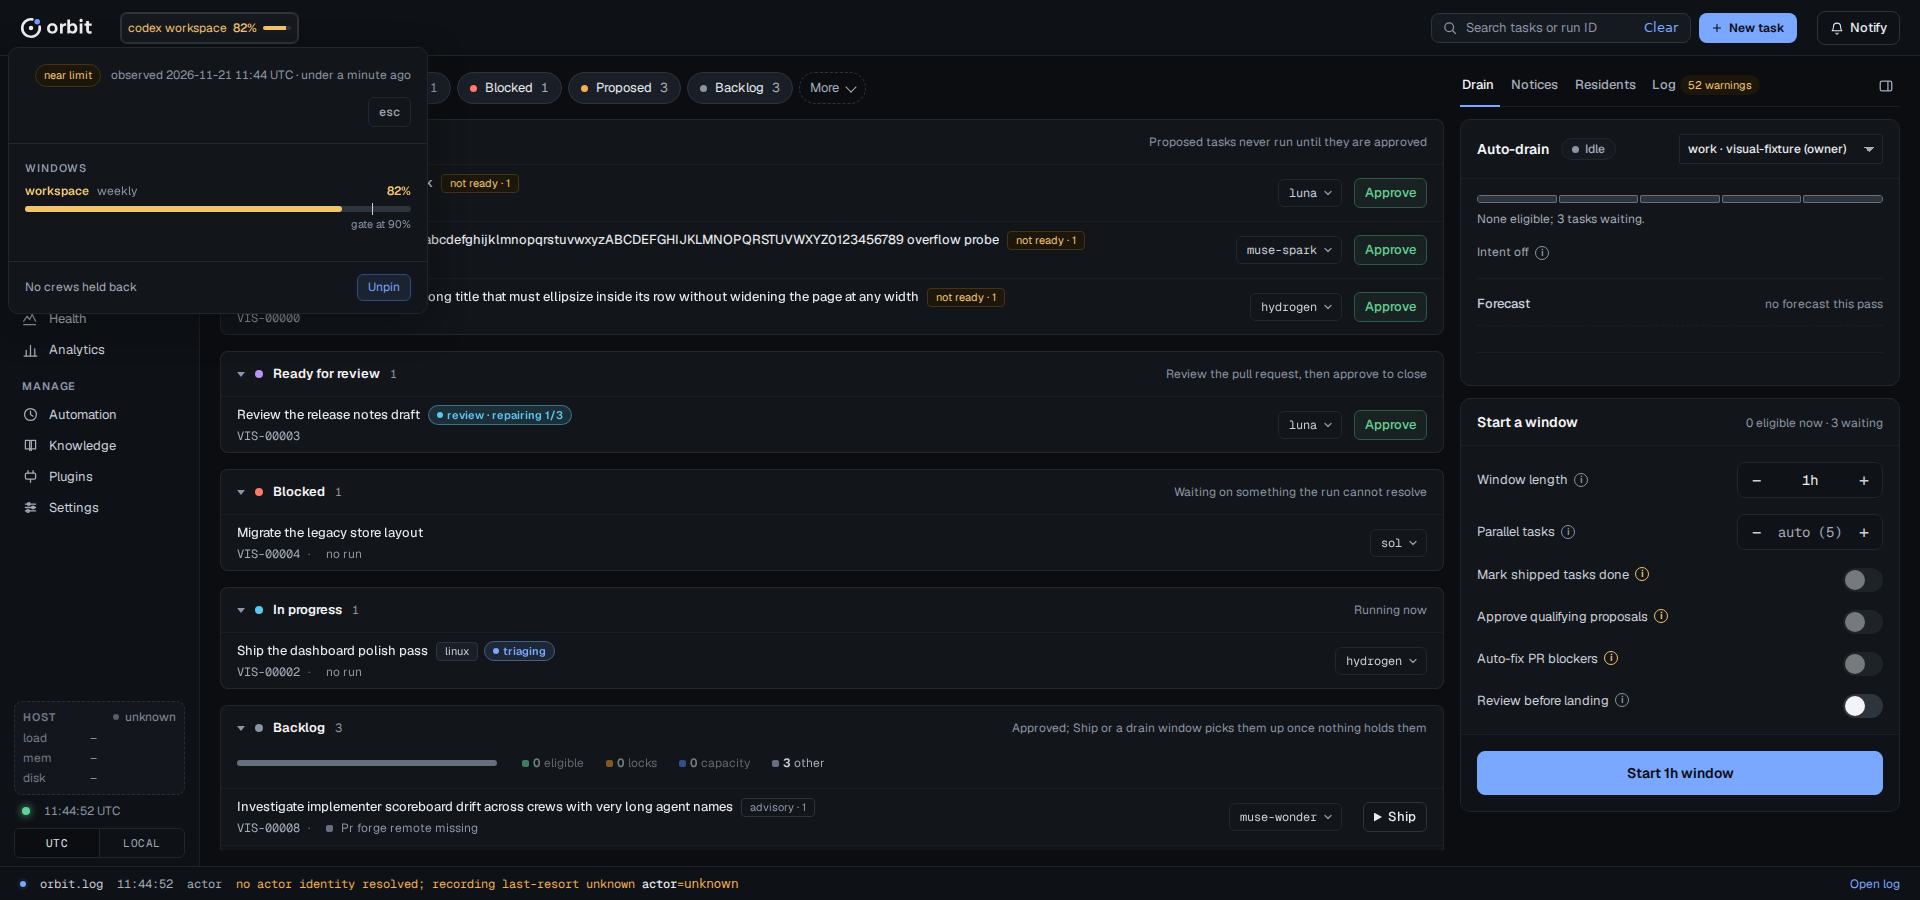 orbit
codex workspace 82%
Search tasks or run ID
Clear
+ New task
Notify
near limit observed 2026-11-21 11:44 UTC · under a minute ago
esc
WINDOWS
workspace weekly 82%
gate at 90%
No crews held back
Unpin
Health
Analytics
MANAGE
Automation
Knowledge
Plugins
Settings
HOST unknown
load –
mem –
disk –
11:44:52 UTC
UTC LOCAL
1
Blocked 1
Proposed 3
Backlog 3
More
Proposed tasks never run until they are approved
not ready · 1
luna
Approve
abcdefghijklmnopqrstuvwxyzABCDEFGHIJKLMNOPQRSTUVWXYZ0123456789 overflow probe not ready · 1
muse-spark
Approve
ong title that must ellipsize inside its row without widening the page at any width not ready · 1
VIS-00000
hydrogen
Approve
Ready for review 1
Review the pull request, then approve to close
Review the release notes draft review · repairing 1/3
VIS-00003
luna
Approve
Blocked 1
Waiting on something the run cannot resolve
Migrate the legacy store layout
VIS-00004 · no run
sol
In progress 1
Running now
Ship the dashboard polish pass linux triaging
VIS-00002 · no run
hydrogen
Backlog 3
Approved; Ship or a drain window picks them up once nothing holds them
0 eligible 0 locks 0 capacity 3 other
Investigate implementer scoreboard drift across crews with very long agent names advisory · 1
VIS-00008 · Pr forge remote missing
muse-wonder
Ship
Drain Notices Residents Log 52 warnings
Auto-drain Idle
work · visual-fixture (owner)
None eligible; 3 tasks waiting.
Intent off
Forecast no forecast this pass
Start a window 0 eligible now · 3 waiting
Window length − 1h +
Parallel tasks − auto (5) +
Mark shipped tasks done
Approve qualifying proposals
Auto-fix PR blockers
Review before landing
Start 1h window
orbit.log 11:44:52 actor no actor identity resolved; recording last-resort unknown actor=unknown
Open log